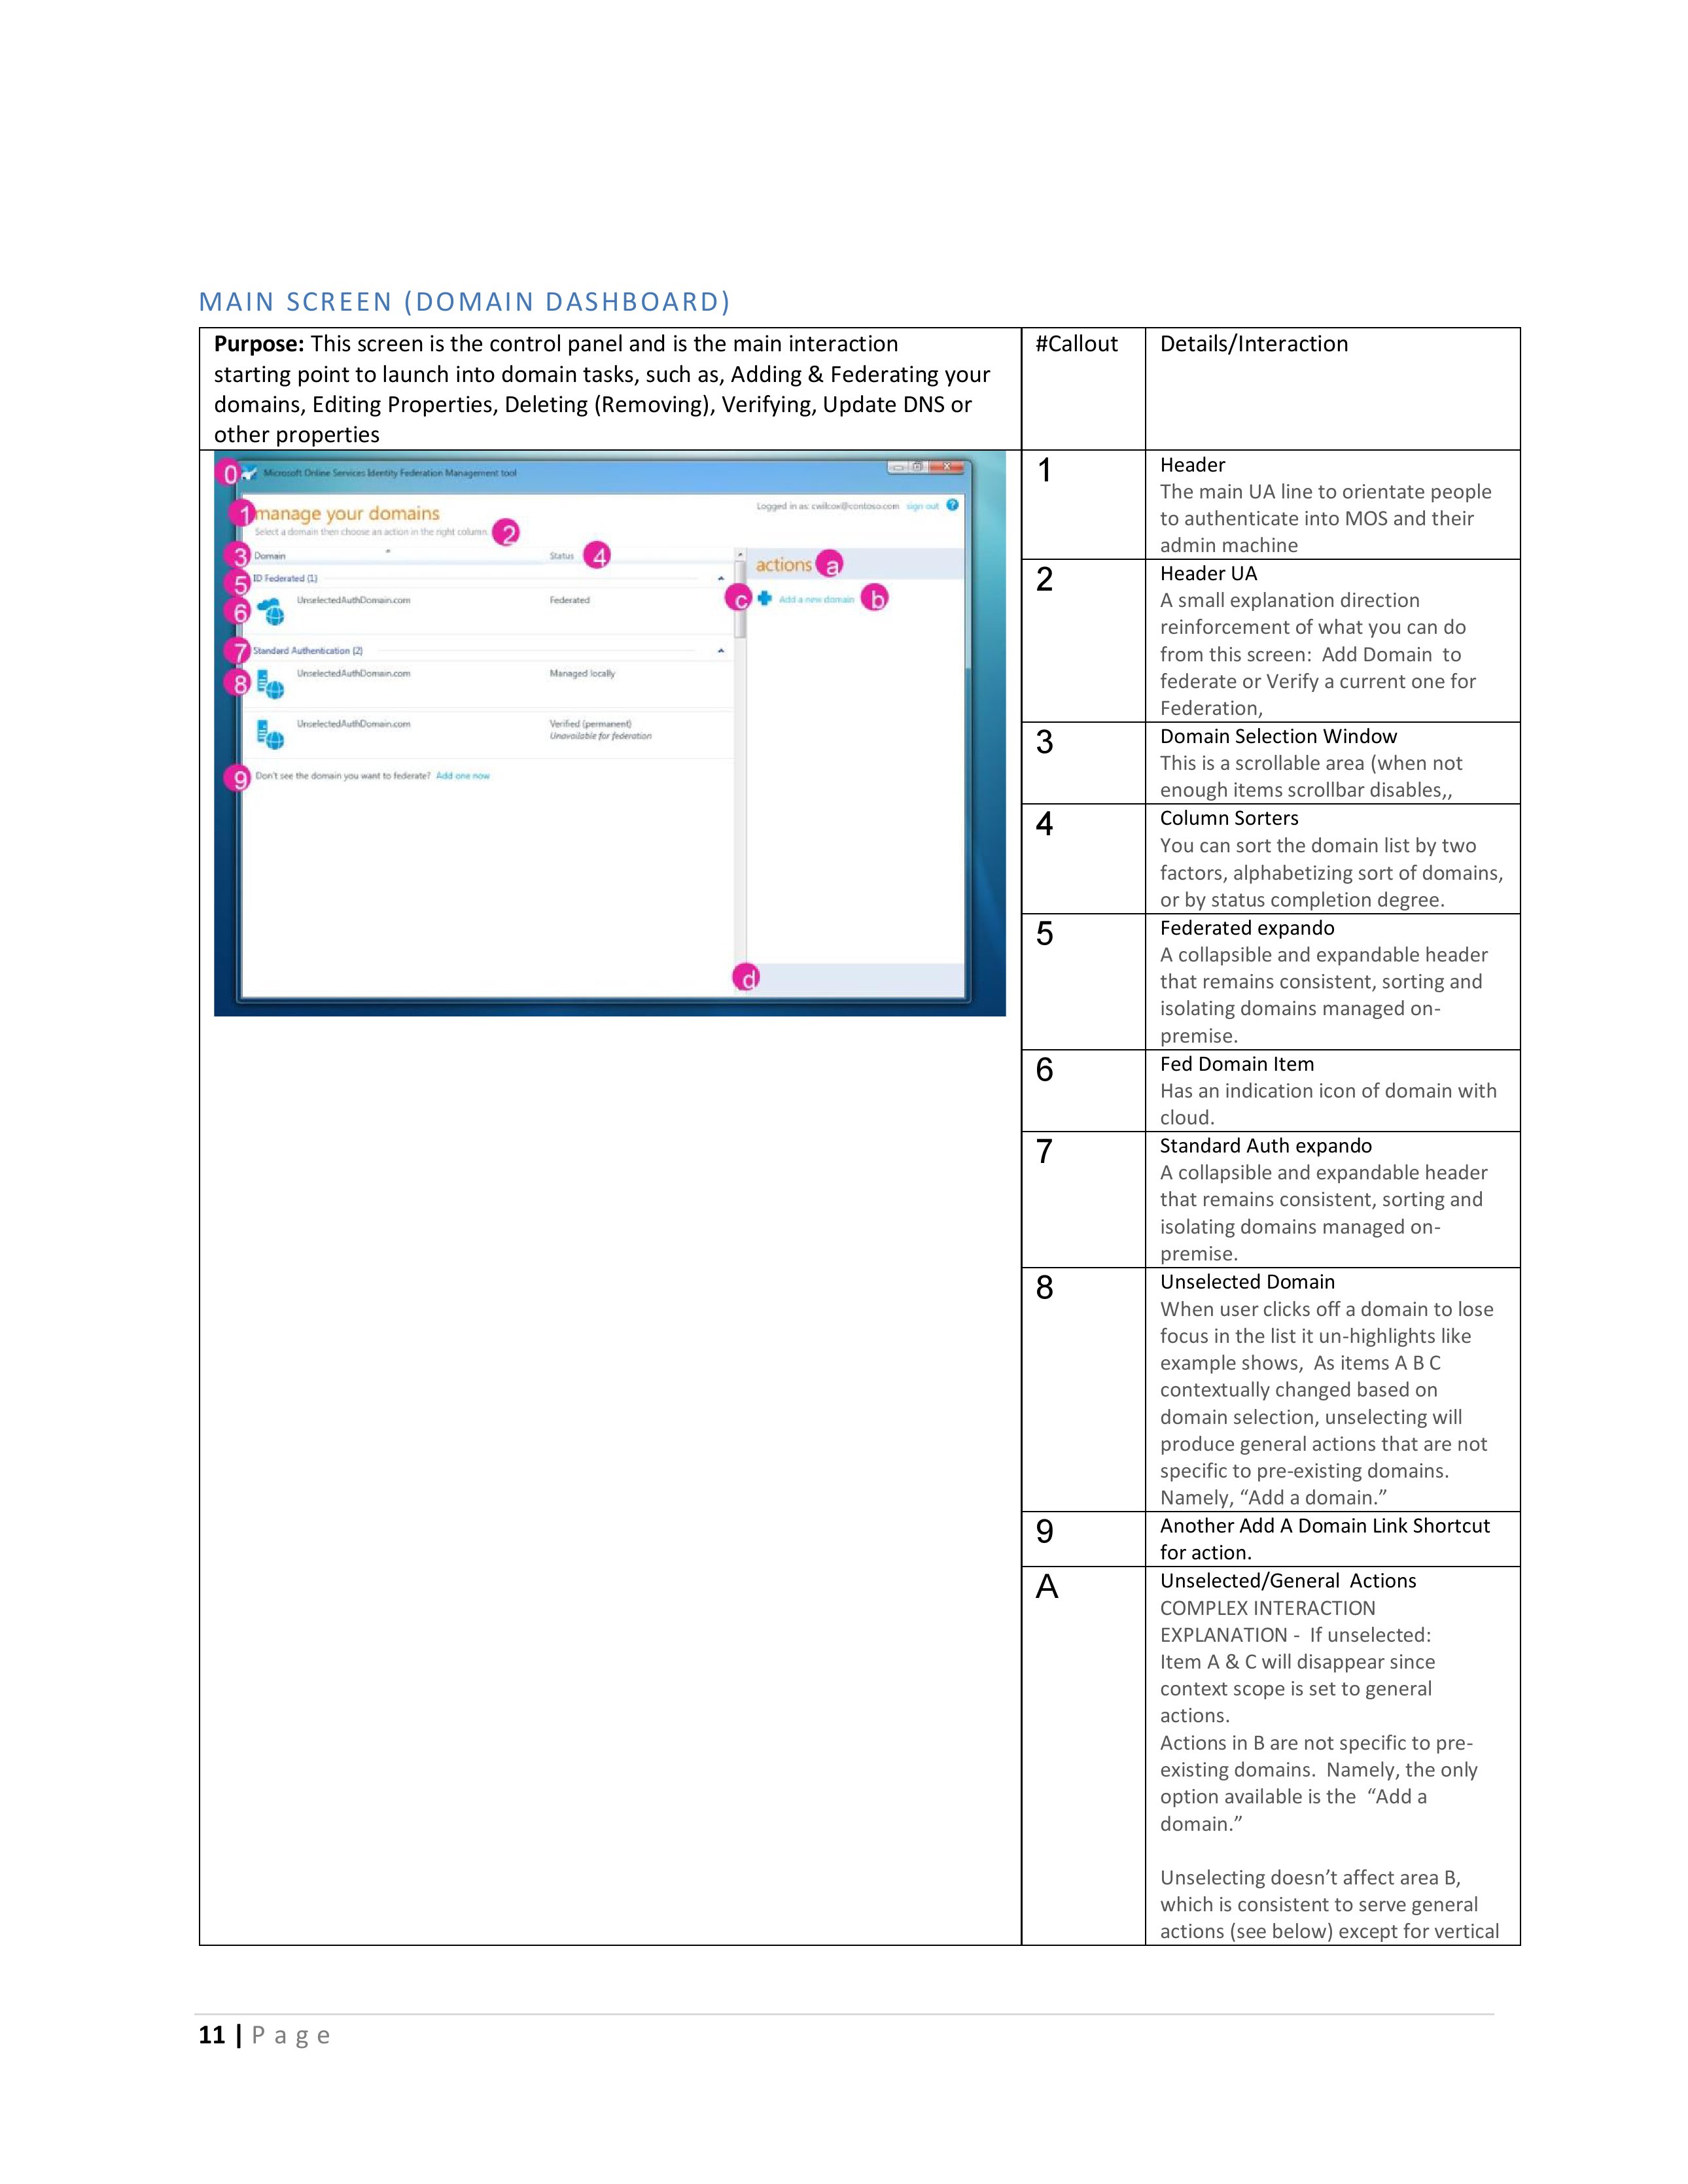 MAIN SCREEN (DOMAIN DASHBOARD)
Purpose: This screen is the control panel and is the main interaction
starting point to launch into domain tasks, such as, Adding & Federating your
domains, Editing Properties, Deleting (Removing), Verifying, Update DNS or
other properties
#Callout
Details/Interaction
0
Microsoft Online Services Identity Federation Management tool
Logged in as: cwilcox@contoso.com sign out ?
1 manage your domains
Select a domain then choose an action in the right column. 2
3 Domain Status 4
actions a
5 ID Federated (1)
6 UnselectedAuthDomain.com Federated
c Add a new domain b
7 Standard Authentication (2)
8 UnselectedAuthDomain.com Managed locally
UnselectedAuthDomain.com Verified (permanent)
Unavailable for federation
9 Don't see the domain you want to federate? Add one now
d
1
Header
The main UA line to orientate people
to authenticate into MOS and their
admin machine
2
Header UA
A small explanation direction
reinforcement of what you can do
from this screen:  Add Domain  to
federate or Verify a current one for
Federation,
3
Domain Selection Window
This is a scrollable area (when not
enough items scrollbar disables,,
4
Column Sorters
You can sort the domain list by two
factors, alphabetizing sort of domains,
or by status completion degree.
5
Federated expando
A collapsible and expandable header
that remains consistent, sorting and
isolating domains managed on-
premise.
6
Fed Domain Item
Has an indication icon of domain with
cloud.
7
Standard Auth expando
A collapsible and expandable header
that remains consistent, sorting and
isolating domains managed on-
premise.
8
Unselected Domain
When user clicks off a domain to lose
focus in the list it un-highlights like
example shows,  As items A B C
contextually changed based on
domain selection, unselecting will
produce general actions that are not
specific to pre-existing domains.
Namely, “Add a domain.”
9
Another Add A Domain Link Shortcut
for action.
A
Unselected/General  Actions
COMPLEX INTERACTION
EXPLANATION -  If unselected:
Item A & C will disappear since
context scope is set to general
actions.
Actions in B are not specific to pre-
existing domains.  Namely, the only
option available is the  “Add a
domain.”
Unselecting doesn’t affect area B,
which is consistent to serve general
actions (see below) except for vertical
11 | Page